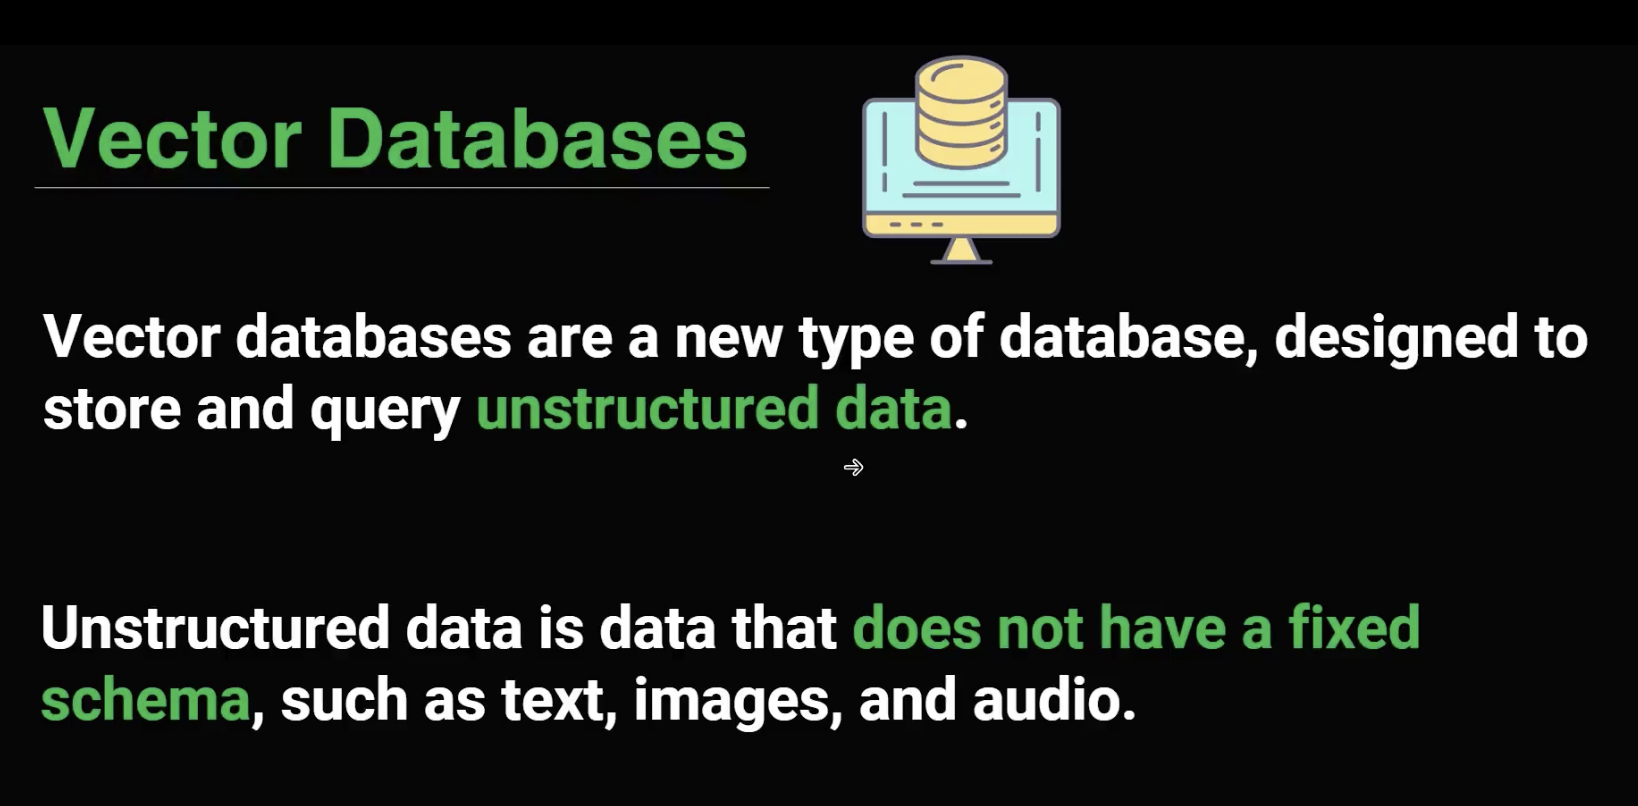 Vector Databases
Vector databases are a new type of database, designed to
store and query unstructured data.
Unstructured data is data that does not have a fixed
schema, such as text, images, and audio.